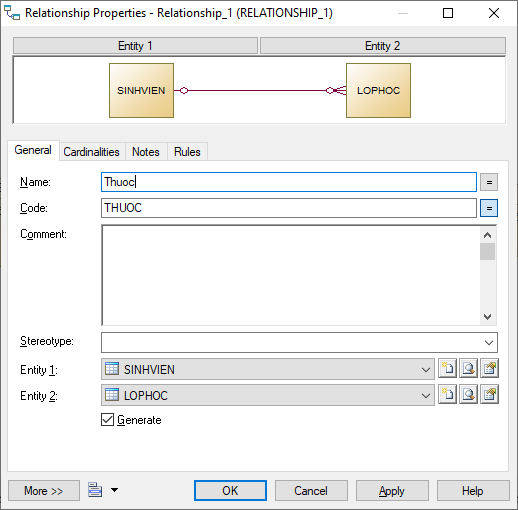 Relationship Properties - Relationship_1 (RELATIONSHIP_1)
Entity 1 Entity 2
SINHVIEN LOPHOC
General Cardinalities Notes Rules
Name: Thuoc =
Code: THUOC =
Comment:
Stereotype:
Entity 1: SINHVIEN
Entity 2: LOPHOC
Generate
More >> OK Cancel Apply Help